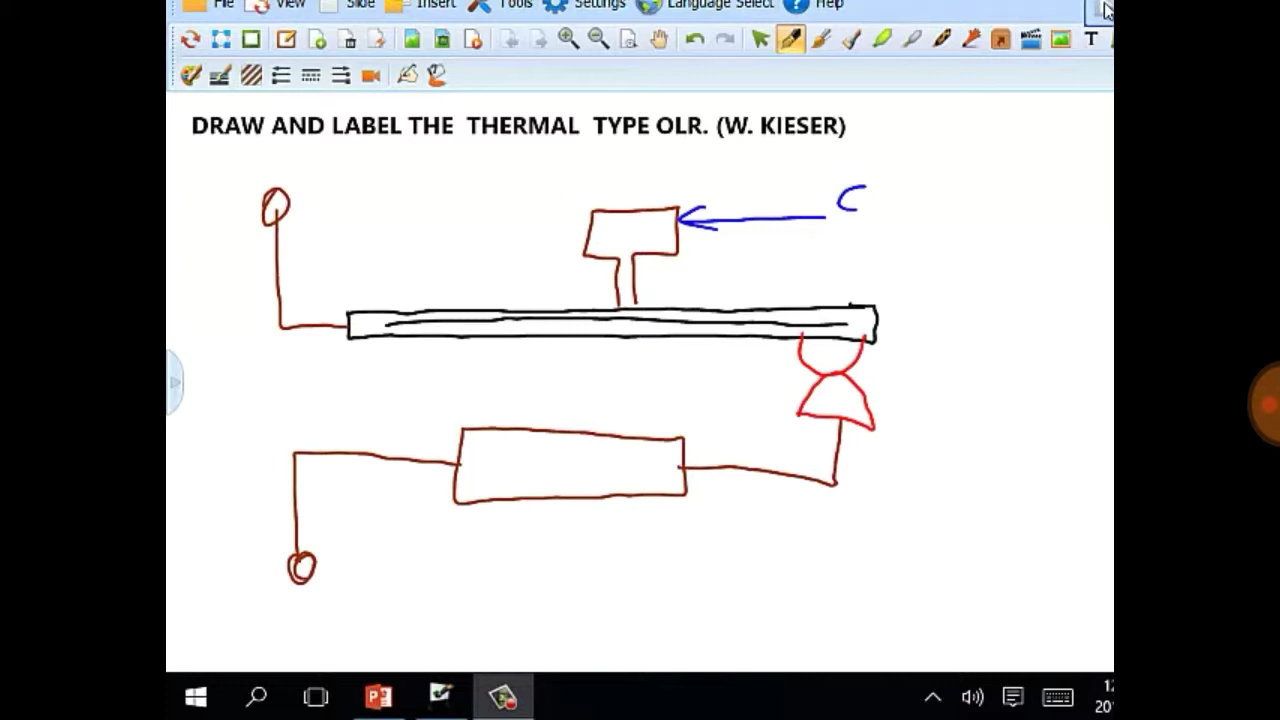 File View Slide Insert Tools Settings Language Select Help
T
DRAW AND LABEL THE THERMAL TYPE OLR. (W. KIESER)
C